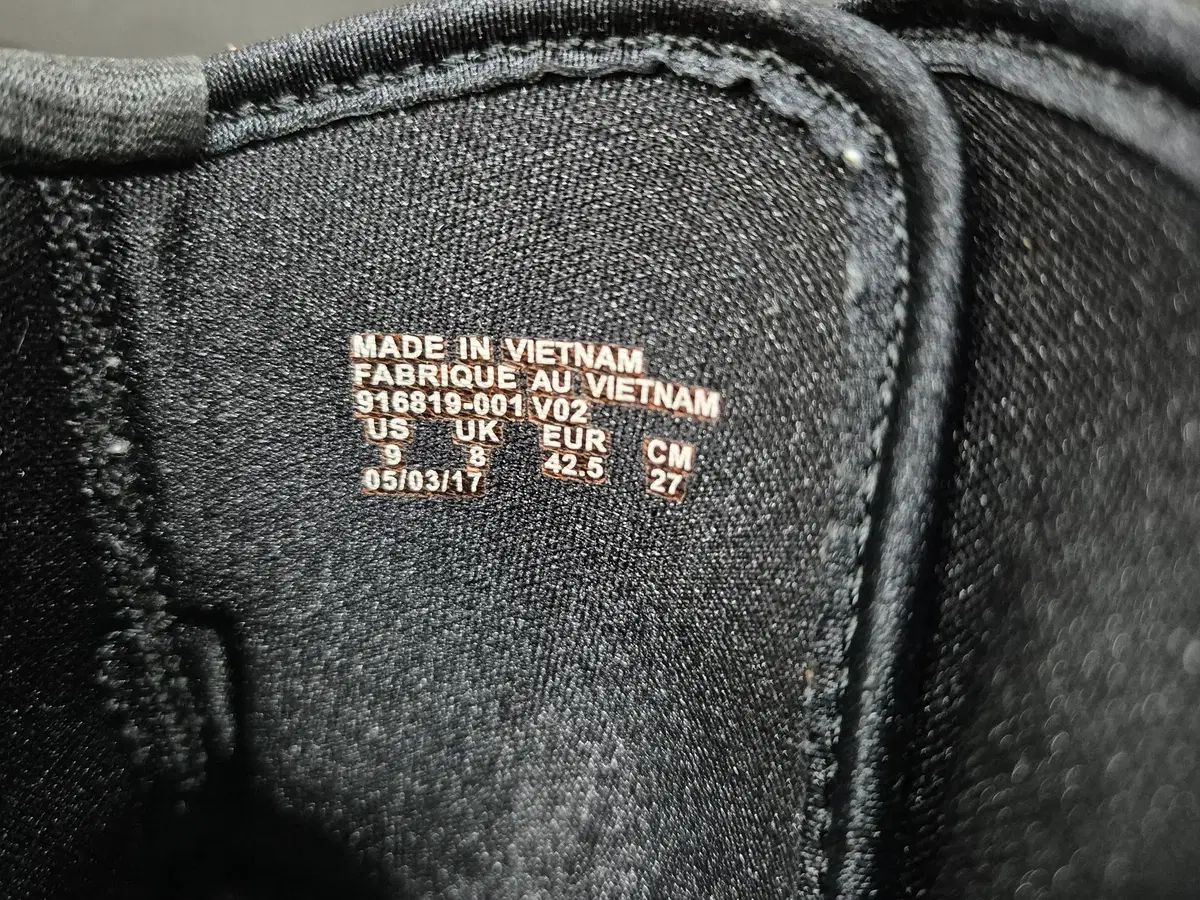 MADE IN VIETNAM
FABRIQUE AU VIETNAM
916819-001 V02
US UK EUR CM
9 8 42.5 27
05/03/17